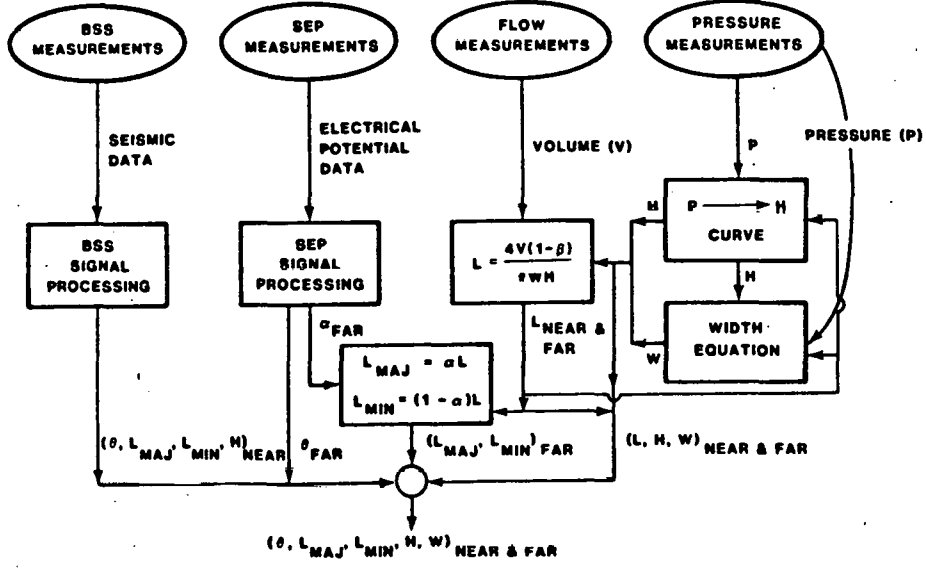 BSS
MEASUREMENTS
SEP
MEASUREMENTS
FLOW
MEASUREMENTS
PRESSURE
MEASUREMENTS
SEISMIC
DATA
ELECTRICAL
POTENTIAL
DATA
VOLUME (V)
P
PRESSURE (P)
BSS
SIGNAL
PROCESSING
SEP
SIGNAL
PROCESSING
L = 4V(1-β) / πWH
H
P → H
CURVE
H
W
WIDTH
EQUATION
α FAR
L NEAR &
FAR
L MAJ = αL
L MIN = (1 - α)L
(θ, L MAJ, L MIN, H) NEAR
θ FAR
(L MAJ, L MIN) FAR
(L, H, W) NEAR & FAR
(θ, L MAJ, L MIN, H, W) NEAR & FAR